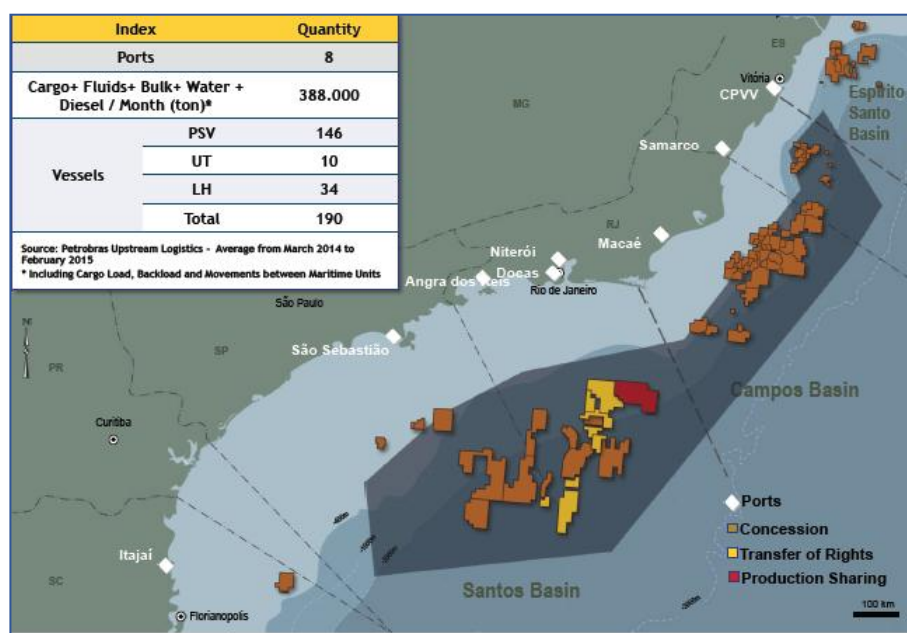 Index Quantity
Ports 8
Cargo+ Fluids+ Bulk+ Water +
Diesel / Month (ton)* 388.000
Vessels
PSV 146
UT 10
LH 34
Total 190
Source: Petrobras Upstream Logistics - Average from March 2014 to
February 2015
* Including Cargo Load, Backload and Movements between Maritime Units
ES
Vitória
CPVV
MG
Espirito
Santo
Basin
Samarco
RJ
Macaé
Niterói
Docas
Angra dos Reis
Rio de Janeiro
São Paulo
São Sebastião
SP
PR
Campos Basin
Curitiba
Ports
Concession
Transfer of Rights
Production Sharing
Itajaí
Santos Basin
SC
Florianopolis
100 km